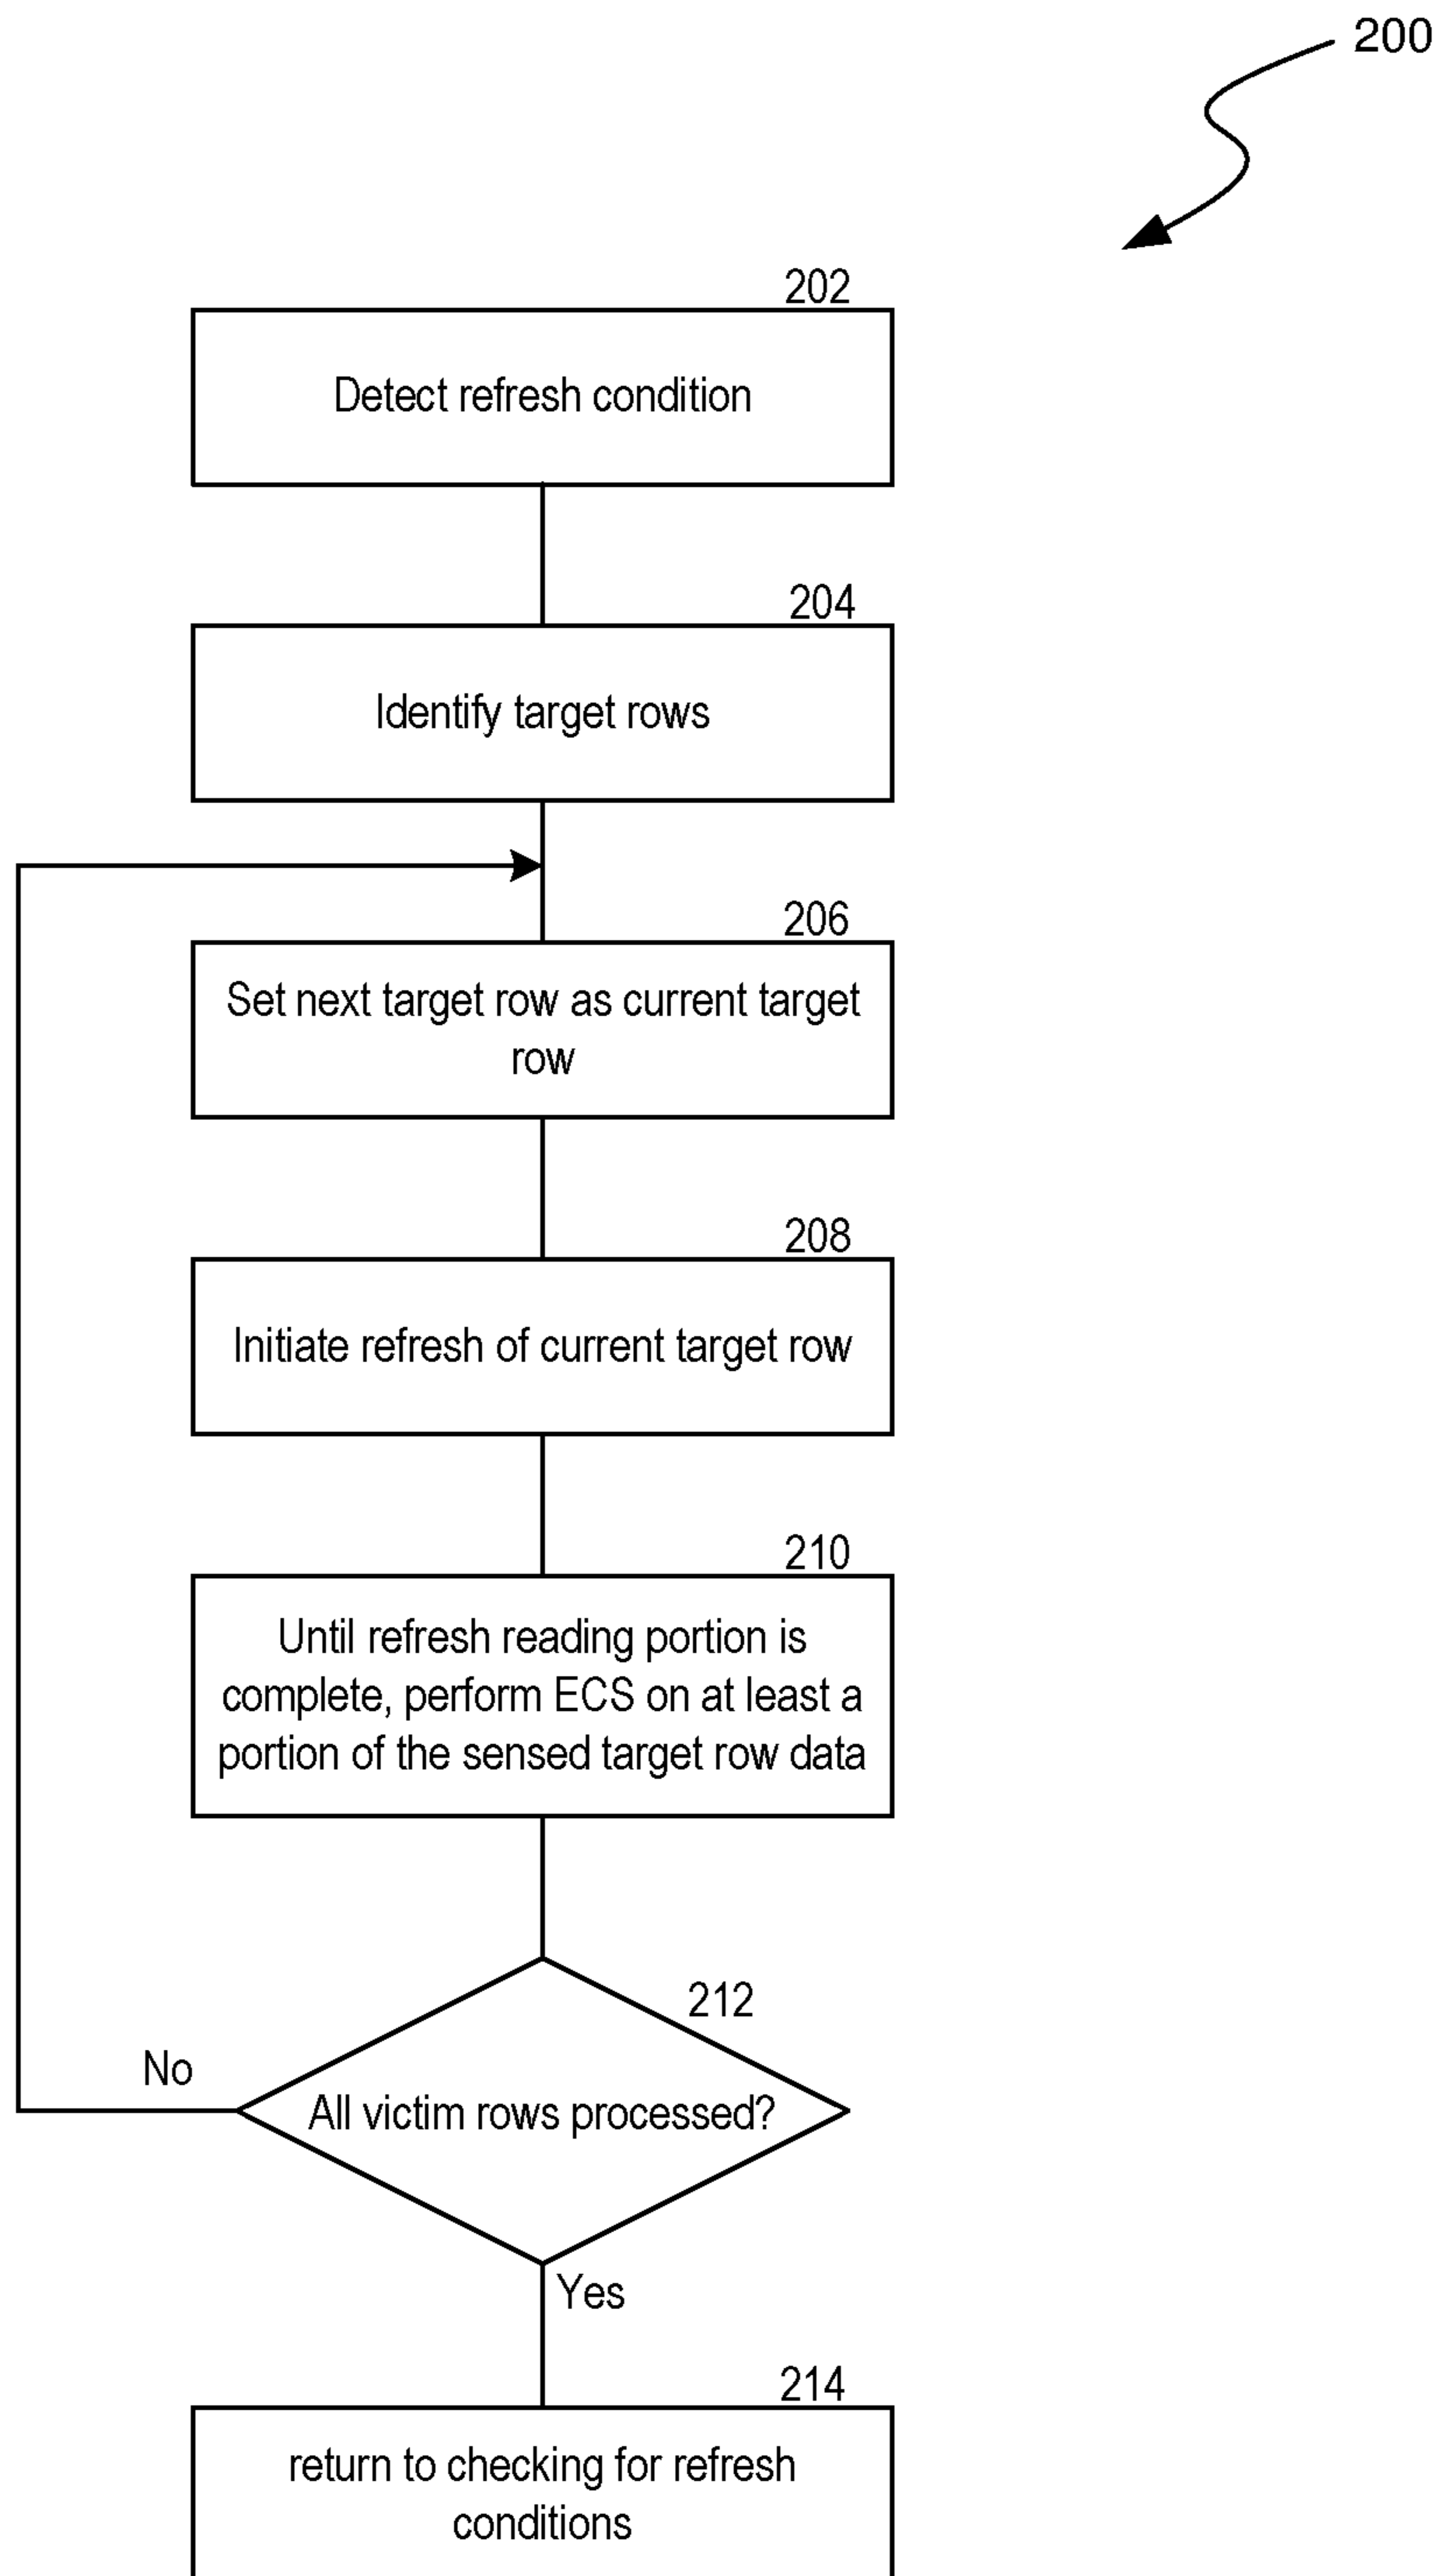 200
202
Detect refresh condition
204
Identify target rows
206
Set next target row as current target
row
208
Initiate refresh of current target row
210
Until refresh reading portion is
complete, perform ECS on at least a
portion of the sensed target row data
212
No
All victim rows processed?
Yes
214
return to checking for refresh
conditions